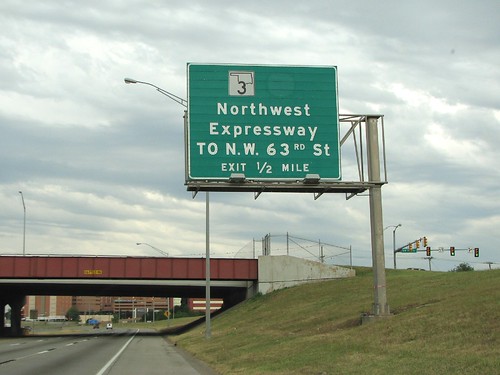 3
Northwest
Expressway
TO N.W. 63RD St
EXIT 1/2 MILE